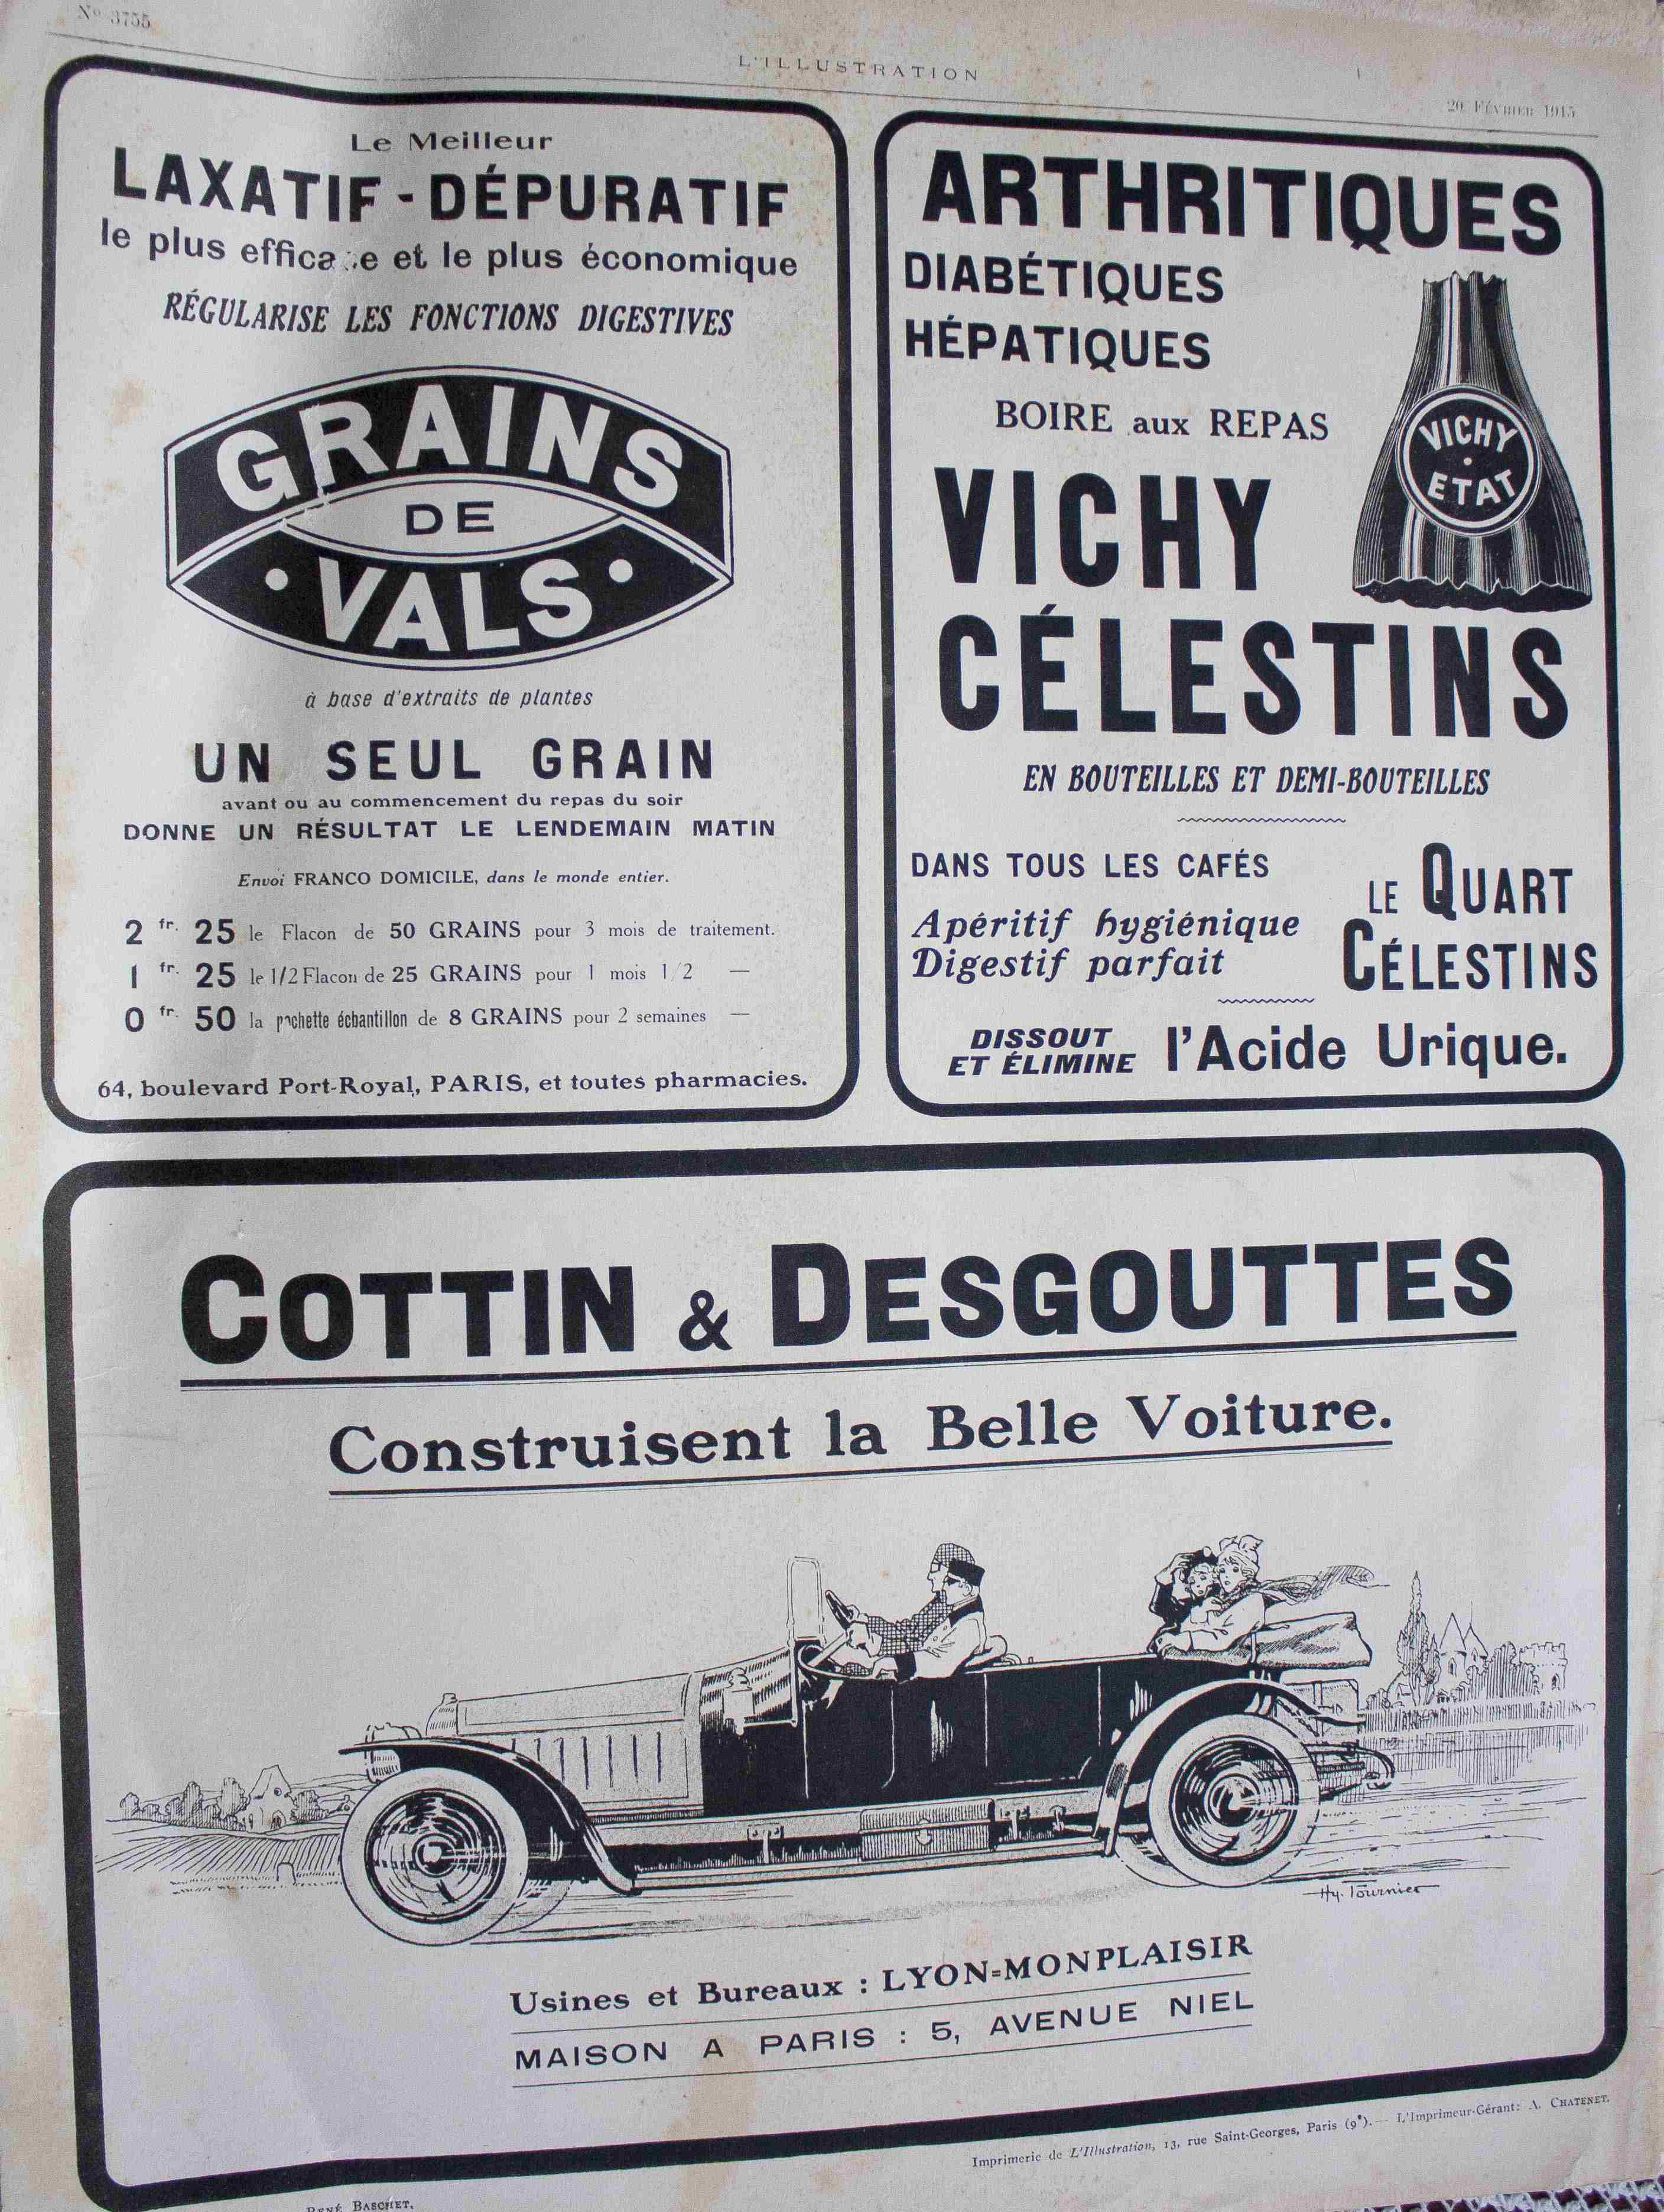 No 3755
L'ILLUSTRATION
20 FÉVRIER 1915
Le Meilleur
LAXATIF - DÉPURATIF
le plus efficace et le plus économique
RÉGULARISE LES FONCTIONS DIGESTIVES
GRAINS
DE
VALS
à base d'extraits de plantes
UN SEUL GRAIN
avant ou au commencement du repas du soir
DONNE UN RÉSULTAT LE LENDEMAIN MATIN
Envoi FRANCO DOMICILE, dans le monde entier.
2 fr. 25 le Flacon de 50 GRAINS pour 3 mois de traitement.
1 fr. 25 le 1/2 Flacon de 25 GRAINS pour 1 mois 1/2 —
0 fr. 50 la pochette échantillon de 8 GRAINS pour 2 semaines —
64, boulevard Port-Royal, PARIS, et toutes pharmacies.
ARTHRITIQUES
DIABÉTIQUES
HÉPATIQUES
BOIRE aux REPAS
VICHY
ETAT
VICHY
CÉLESTINS
EN BOUTEILLES ET DEMI-BOUTEILLES
DANS TOUS LES CAFÉS
Apéritif hygiénique
Digestif parfait
LE QUART
CÉLESTINS
DISSOUT
ET ÉLIMINE l'Acide Urique.
COTTIN & DESGOUTTES
Construisent la Belle Voiture.
Hy. Tournier
Usines et Bureaux : LYON=MONPLAISIR
MAISON A PARIS : 5, AVENUE NIEL
Imprimerie de L'Illustration, 13, rue Saint-Georges, Paris (9e). — L'Imprimeur-Gérant: A. CHATENET.
RENÉ BASCHET.